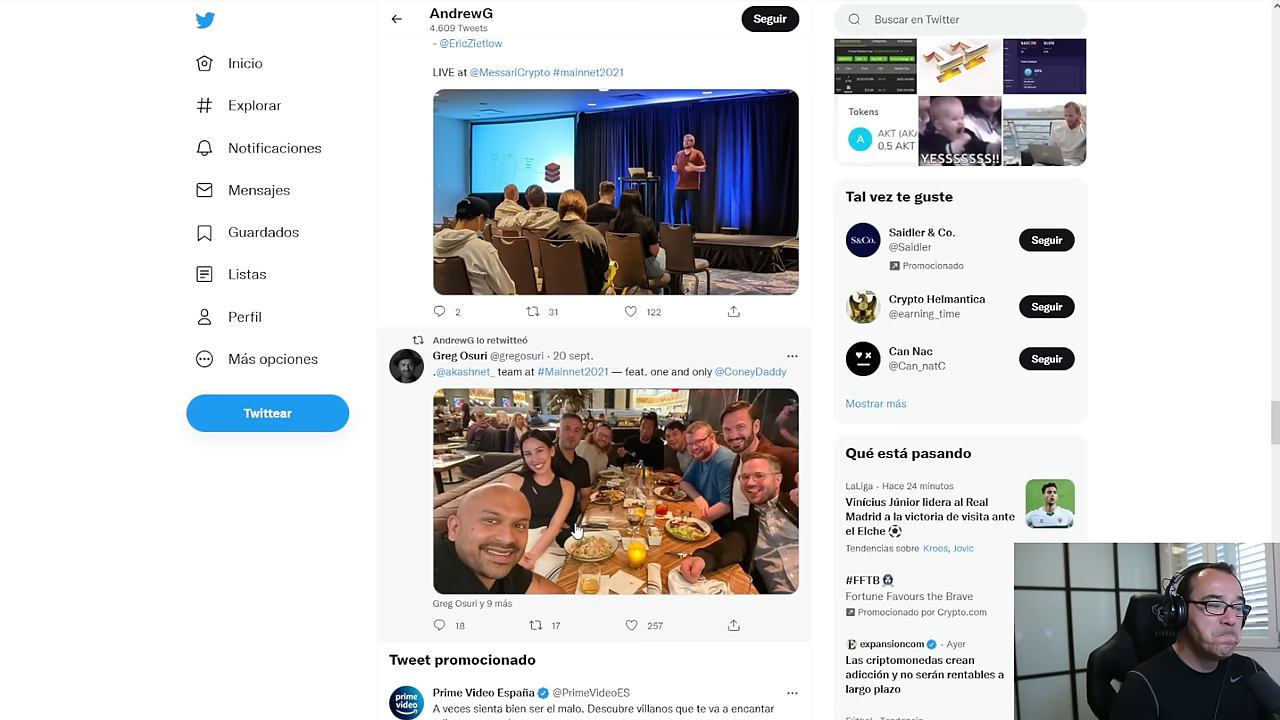 AndrewG
4.609 Tweets
Seguir
Buscar en Twitter
Inicio
Explorar
Notificaciones
Mensajes
Guardados
Listas
Perfil
Más opciones
Twittear
- @EricZietlow
LIVE at @MessariCrypto #mainnet2021
2
31
122
AndrewG lo retwitteó
Greg Osuri @gregosuri · 20 sept.
.@akashnet_ team at #Mainnet2021 — feat. one and only @ConeyDaddy
Greg Osuri y 9 más
18
17
257
Tweet promocionado
prime
video
Prime Video España @PrimeVideoES
A veces sienta bien ser el malo. Descubre villanos que te va a encantar
Tokens
A
AKT (AKA
0.5 AKT
YESSSSSSS!!
Tal vez te guste
S&Co.
Saidler & Co.
@Saidler
Promocionado
Seguir
Crypto Helmantica
@earning_time
Seguir
Can Nac
@Can_natC
Seguir
Mostrar más
Qué está pasando
LaLiga · Hace 24 minutos
Vinícius Júnior lidera al Real
Madrid a la victoria de visita ante
el Elche
Tendencias sobre Kroos, Jovic
#FFTB
Fortune Favours the Brave
Promocionado por Crypto.com
E expansioncom · Ayer
Las criptomonedas crean
adicción y no serán rentables a
largo plazo
Fútbol · Tendencia